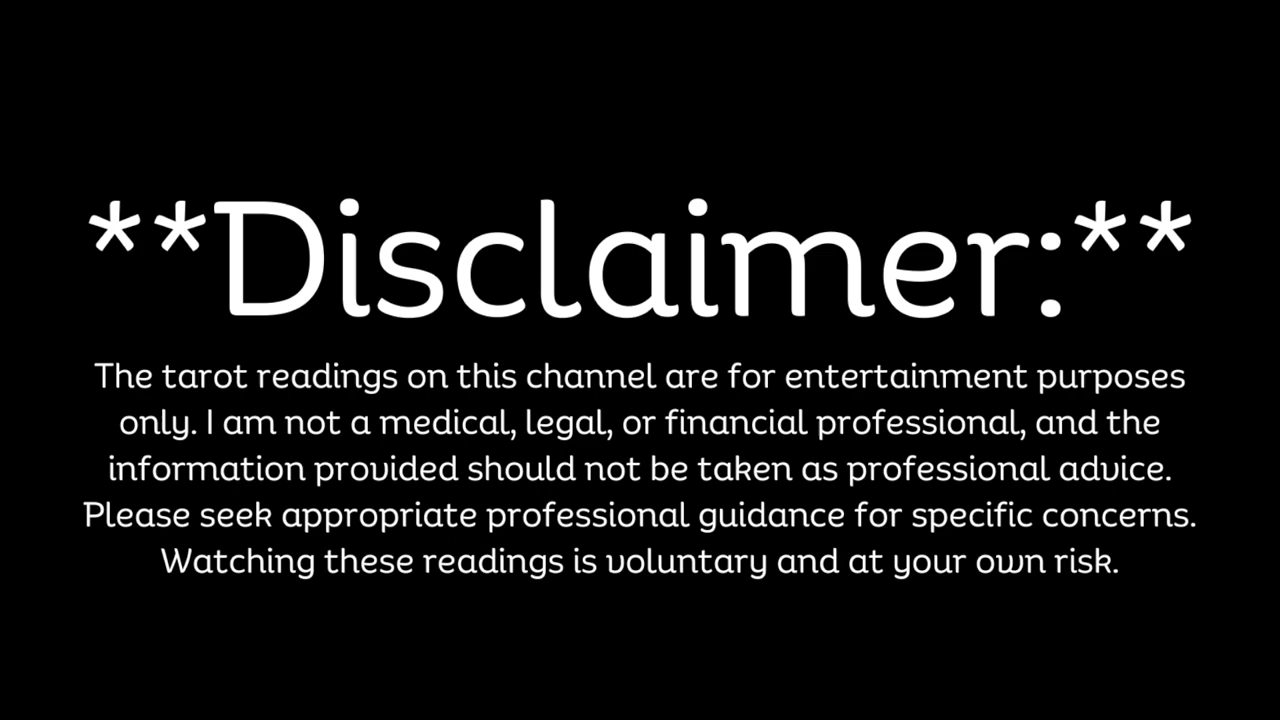 **Disclaimer:**
The tarot readings on this channel are for entertainment purposes
only. I am not a medical, legal, or financial professional, and the
information provided should not be taken as professional advice.
Please seek appropriate professional guidance for specific concerns.
Watching these readings is voluntary and at your own risk.